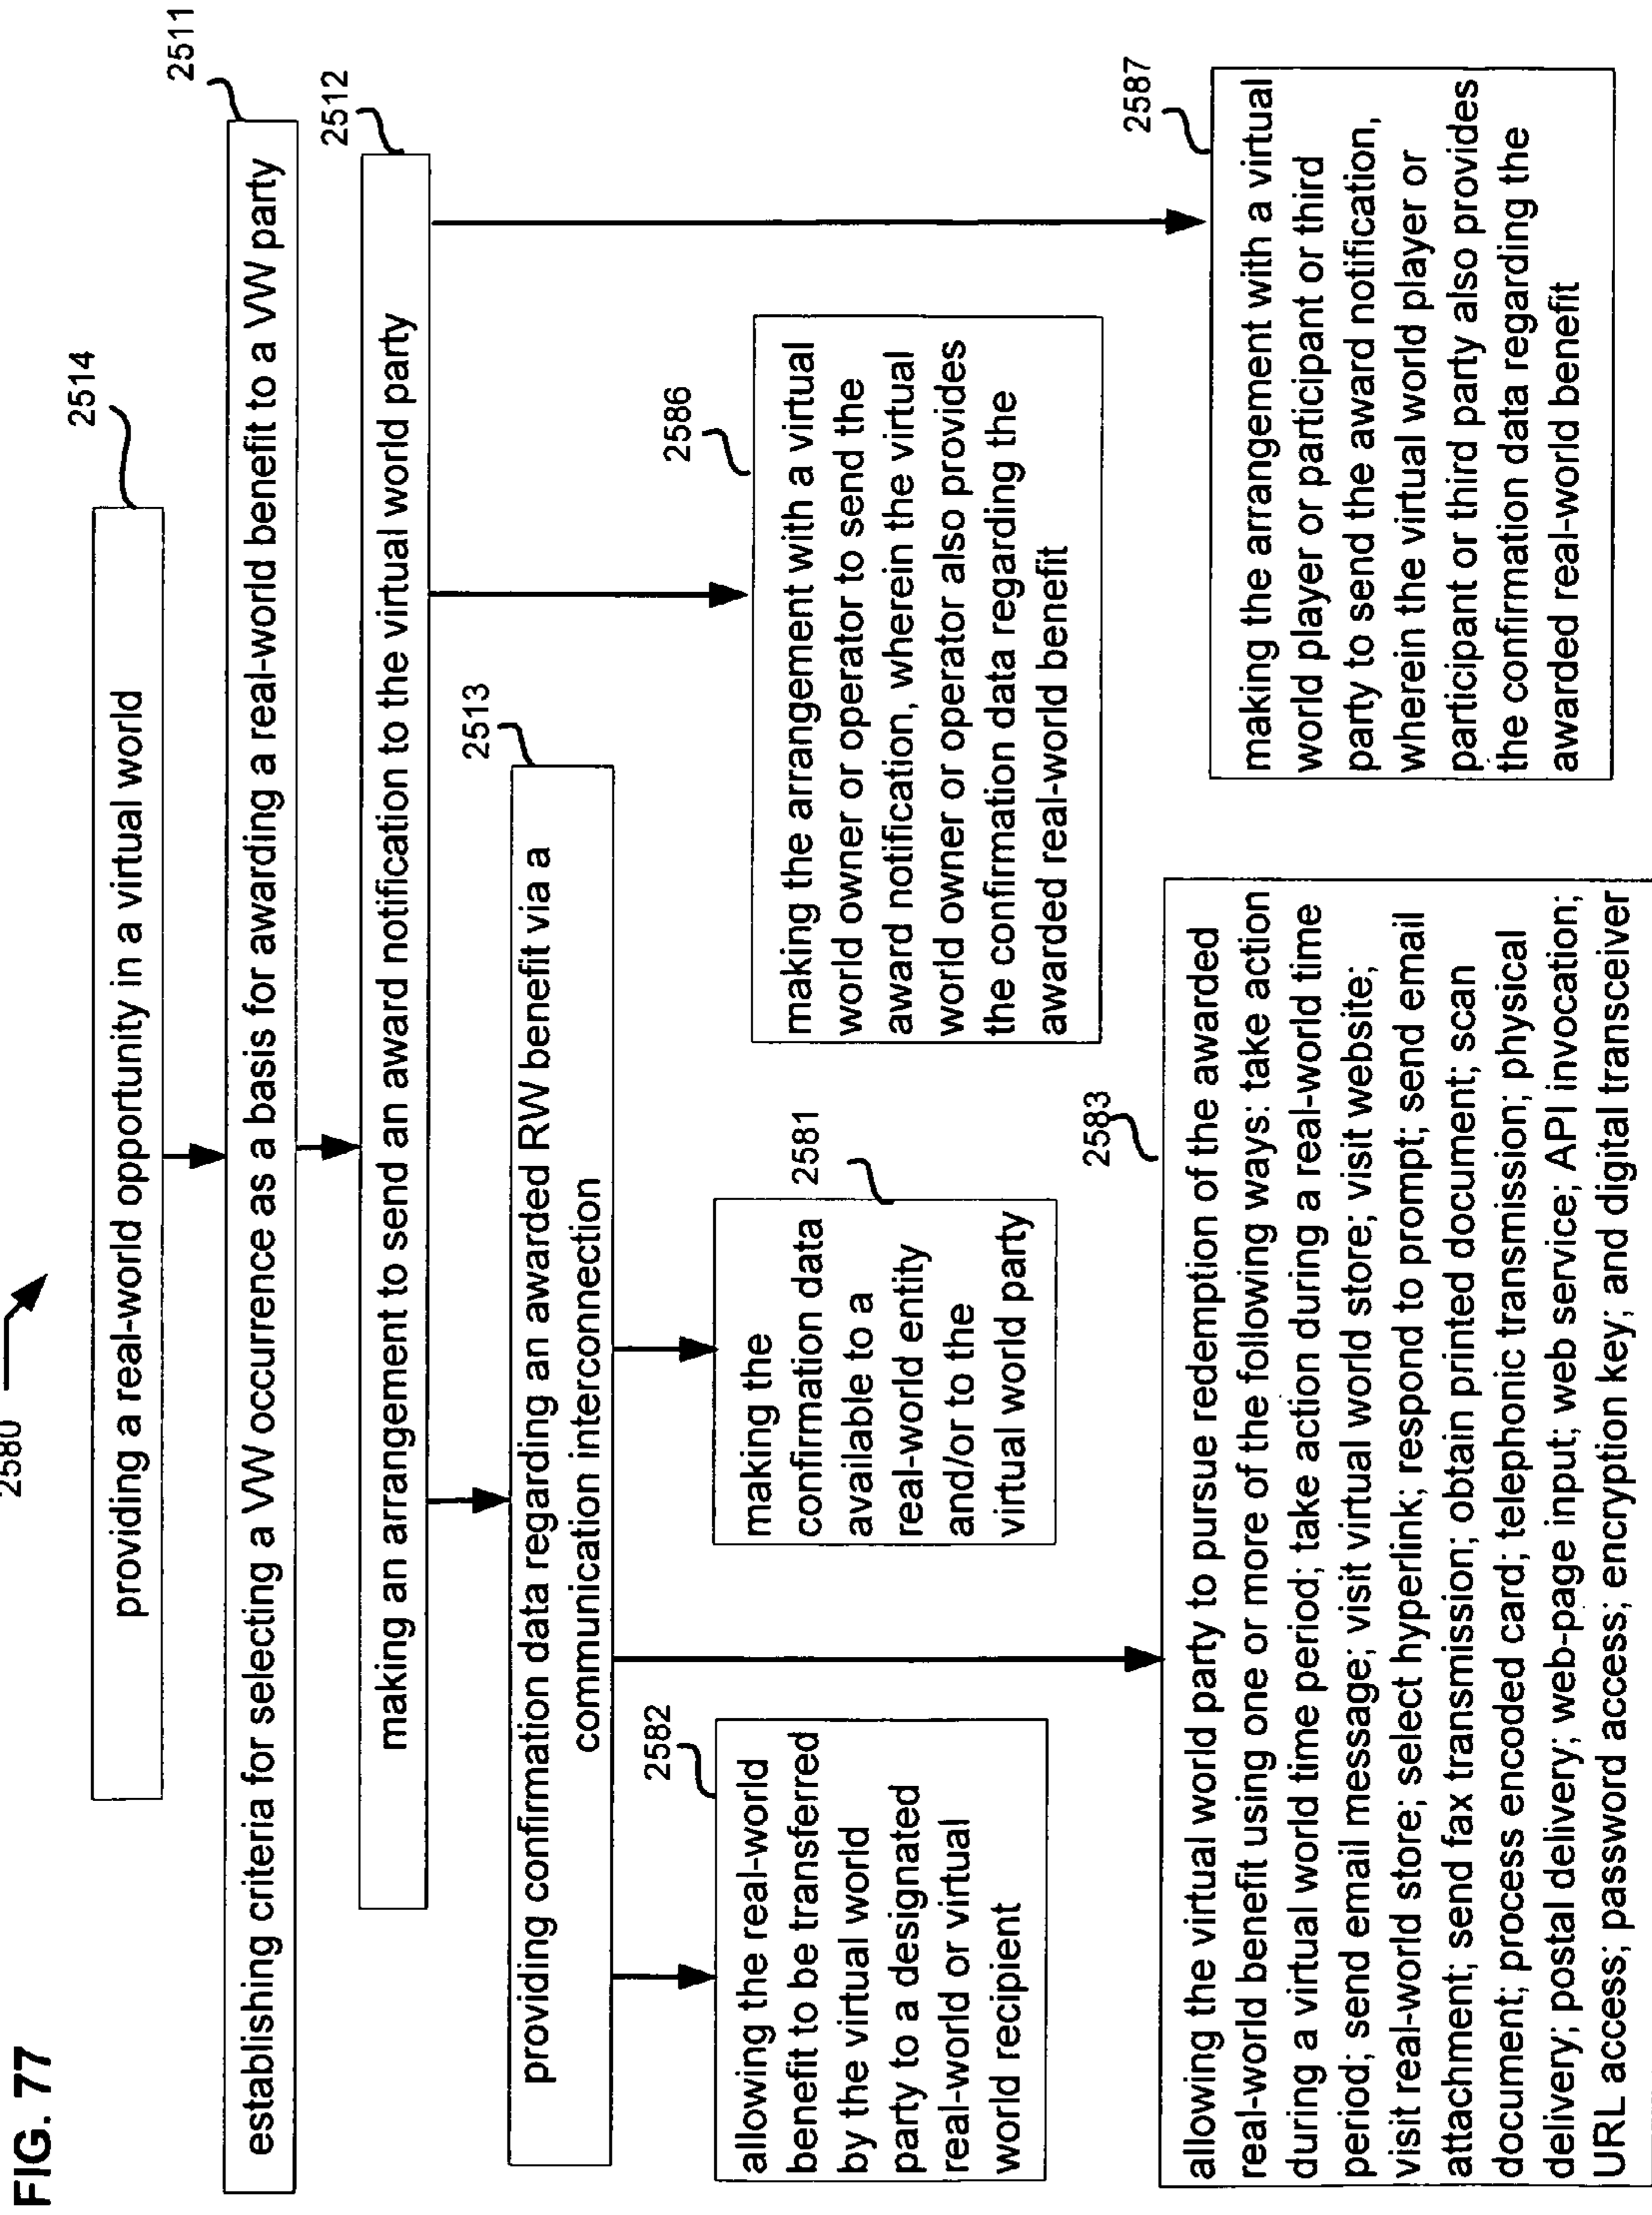 FIG. 77
2580
2514
providing a real-world opportunity in a virtual world
2511
establishing criteria for selecting a VW occurrence as a basis for awarding a real-world benefit to a VW party
2512
making an arrangement to send an award notification to the virtual world party
2513
providing confirmation data regarding an awarded RW benefit via a
communication interconnection
2582
allowing the real-world
benefit to be transferred
by the virtual world
party to a designated
real-world or virtual
world recipient
2581
making the
confirmation data
available to a
real-world entity
and/or to the
virtual world party
2586
making the arrangement with a virtual
world owner or operator to send the
award notification, wherein the virtual
world owner or operator also provides
the confirmation data regarding the
awarded real-world benefit
2583
allowing the virtual world party to pursue redemption of the awarded
real-world benefit using one or more of the following ways: take action
during a virtual world time period; take action during a real-world time
period; send email message; visit virtual world store; visit website;
visit real-world store; select hyperlink; respond to prompt; send email
attachment; send fax transmission; obtain printed document; scan
document; process encoded card; telephonic transmission; physical
delivery; postal delivery; web-page input; web service; API invocation;
URL access; password access; encryption key; and digital transceiver
2587
making the arrangement with a virtual
world player or participant or third
party to send the award notification,
wherein the virtual world player or
participant or third party also provides
the confirmation data regarding the
awarded real-world benefit